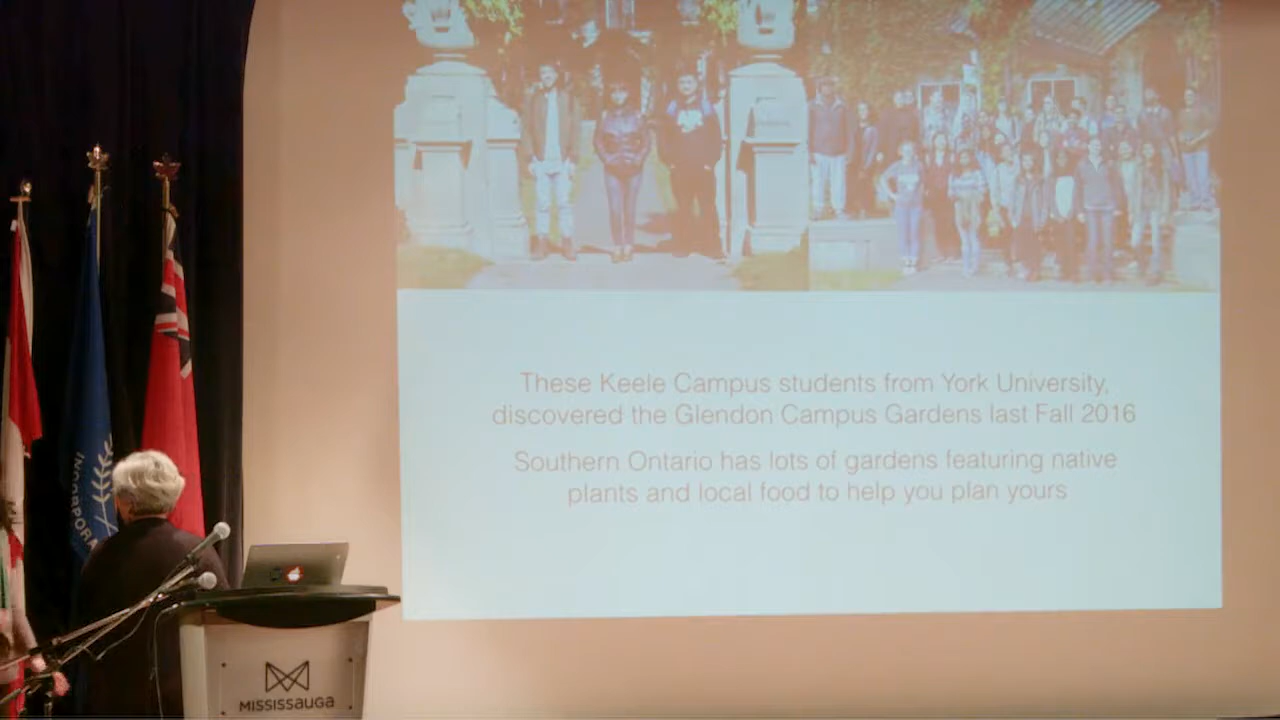 These Keele Campus students from York University,
discovered the Glendon Campus Gardens last Fall 2016
Southern Ontario has lots of gardens featuring native
plants and local food to help you plan yours
MISSISSAUGA